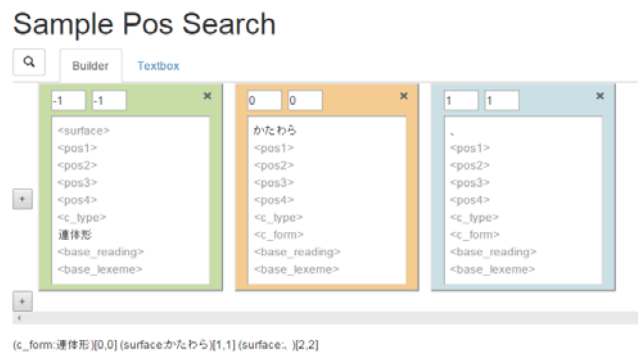 Sample Pos Search
Builder Textbox
-1 -1 × 0 0 × 1 1 ×
<surface> かたわら 、
<pos1> <pos1> <pos1>
<pos2> <pos2> <pos2>
<pos3> <pos3> <pos3>
<pos4> <pos4> <pos4>
<c_type> <c_type> <c_type>
連体形 <c_form> <c_form>
<base_reading> <base_reading> <base_reading>
<base_lexeme> <base_lexeme> <base_lexeme>
+
+
(c_form:連体形)[0,0] (surface:かたわら)[1,1] (surface:、)[2,2]